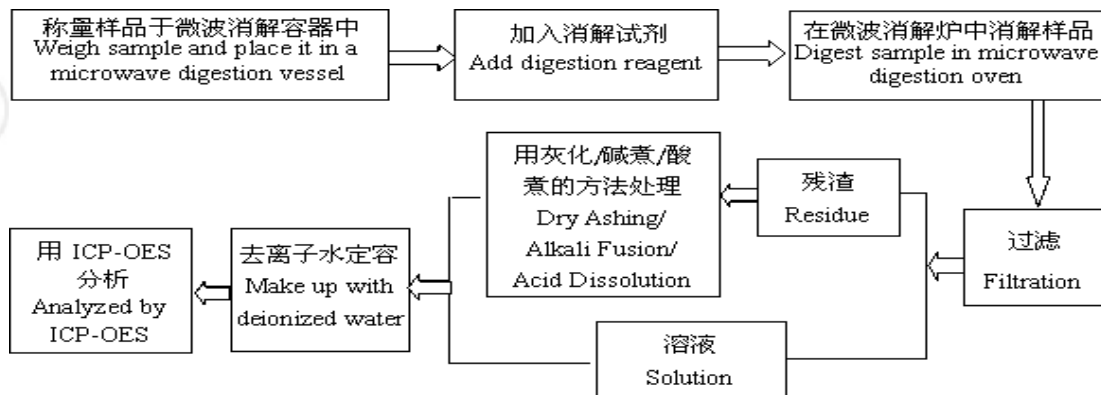 称量样品于微波消解容器中
Weigh sample and place it in a
microwave digestion vessel
加入消解试剂
Add digestion reagent
在微波消解炉中消解样品
Digest sample in microwave
digestion oven
过滤
Filtration
残渣
Residue
用灰化/碱煮/酸
煮的方法处理
Dry Ashing/
Alkali Fusion/
Acid Dissolution
溶液
Solution
去离子水定容
Make up with
deionized water
用 ICP-OES
分析
Analyzed by
ICP-OES